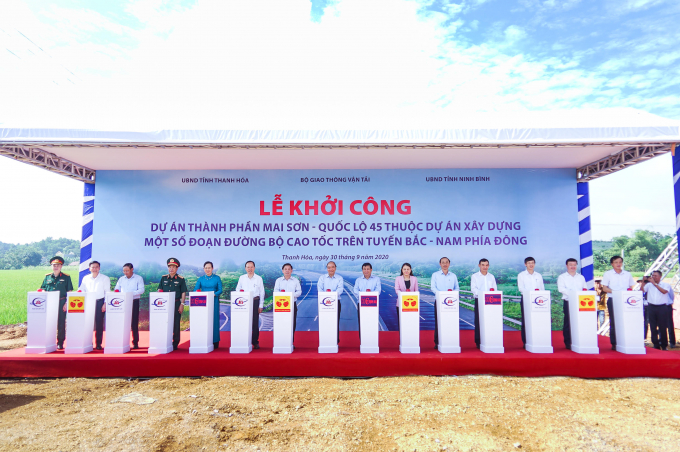 UBND TỈNH THANH HÓA BỘ GIAO THÔNG VẬN TẢI UBND TỈNH NINH BÌNH
LỄ KHỞI CÔNG
DỰ ÁN THÀNH PHẦN MAI SƠN - QUỐC LỘ 45 THUỘC DỰ ÁN XÂY DỰNG
MỘT SỐ ĐOẠN ĐƯỜNG BỘ CAO TỐC TRÊN TUYẾN BẮC - NAM PHÍA ĐÔNG
Thanh Hóa, ngày 30 tháng 9 năm 2020